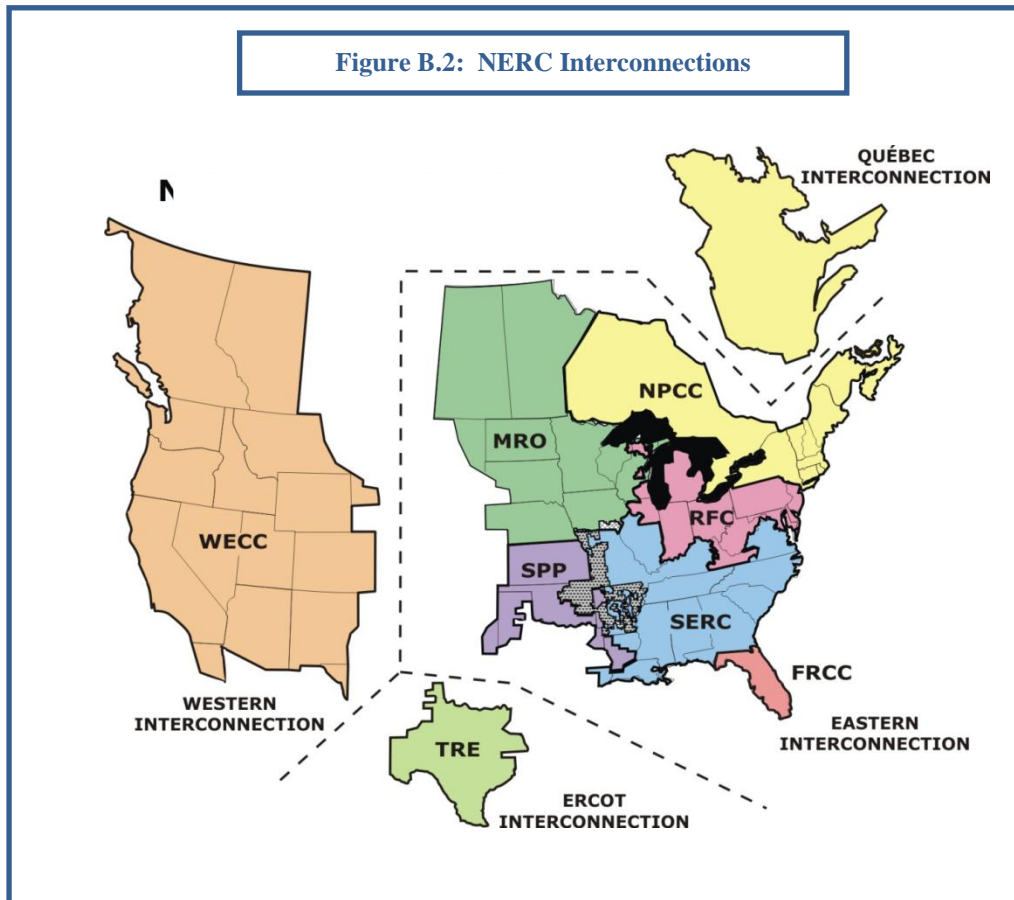 Figure B.2: NERC Interconnections
QUÉBEC
INTERCONNECTION
N
NPCC
MRO
RFC
WECC
SPP
SERC
FRCC
WESTERN
INTERCONNECTION
EASTERN
INTERCONNECTION
TRE
ERCOT
INTERCONNECTION